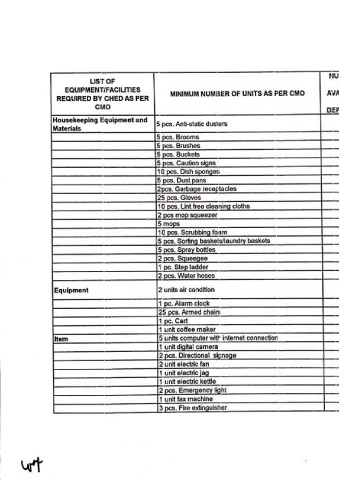 NU
LIST OF
EQUIPMENT/FACILITIES
REQUIRED BY CHED AS PER
CMO
MINIMUM NUMBER OF UNITS AS PER CMO
AVA
DEF
Housekeeping Equipment and
Materials
5 pcs. Anti-static dusters
5 pcs. Brooms
5 pcs. Brushes
5 pcs. Buckets
5 pcs. Caution signs
10 pcs. Dish sponges
5 pcs. Dust pans
2pcs. Garbage receptacles
25 pcs. Gloves
10 pcs. Lint free cleaning cloths
2 pcs mop squeezer
5 mops
10 pcs. Scrubbing foam
5 pcs. Sorting baskets/laundry baskets
5 pcs. Spray bottles
2 pcs. Squeegee
1 pc. Step ladder
2 pcs. Water hoses
Equipment 2 units air condition
1 pc. Alarm clock
25 pcs. Armed chairs
1 pc. Cart
1 unit coffee maker
Item 5 units computer with internet connection
1 unit digital camera
2 pcs. Directional signage
2 unit electric fan
1 unit electric jag
1 unit electric kettle
2 pcs. Emergency light
1 unit fax machine
3 pcs. Fire extinguisher